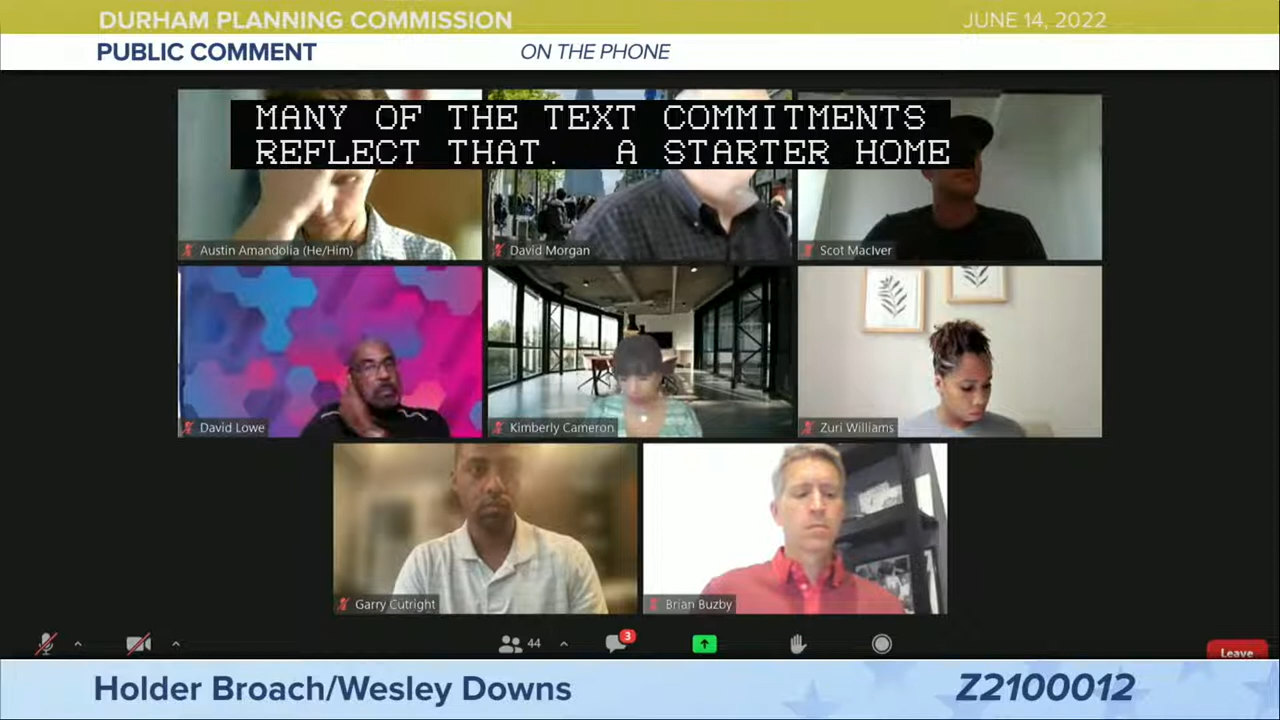 DURHAM PLANNING COMMISSION
JUNE 14, 2022
PUBLIC COMMENT
ON THE PHONE
MANY OF THE TEXT COMMITMENTS
REFLECT THAT. A STARTER HOME
Austin Amandolia (He/Him)
David Morgan
Scot MacIver
David Lowe
Kimberly Cameron
Zuri Williams
Garry Cutright
Brian Buzby
44
3
Leave
Holder Broach/Wesley Downs
Z2100012